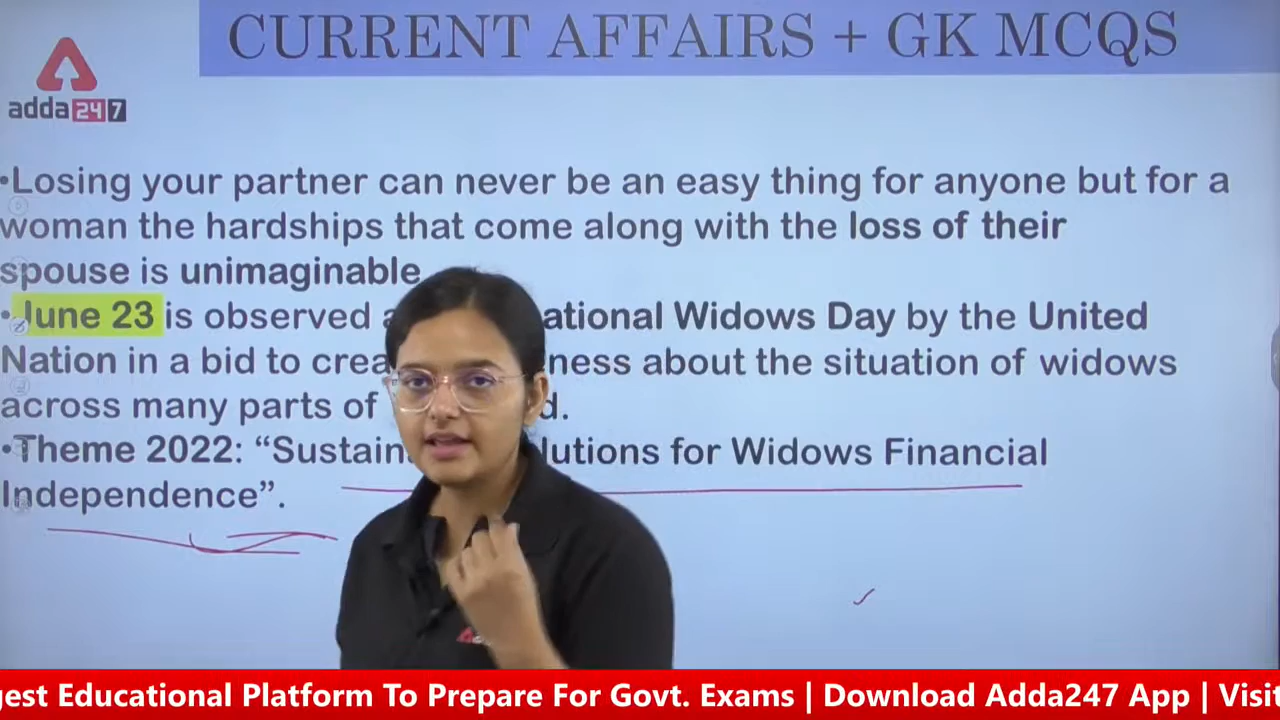 CURRENT AFFAIRS + GK MCQS
adda247
•Losing your partner can never be an easy thing for anyone but for a
woman the hardships that come along with the loss of their
spouse is unimaginable
•June 23 is observed ational Widows Day by the United
Nation in a bid to crea ness about the situation of widows
across many parts of d.
•Theme 2022: “Sustain lutions for Widows Financial
Independence”.
gest Educational Platform To Prepare For Govt. Exams | Download Adda247 App | Visit